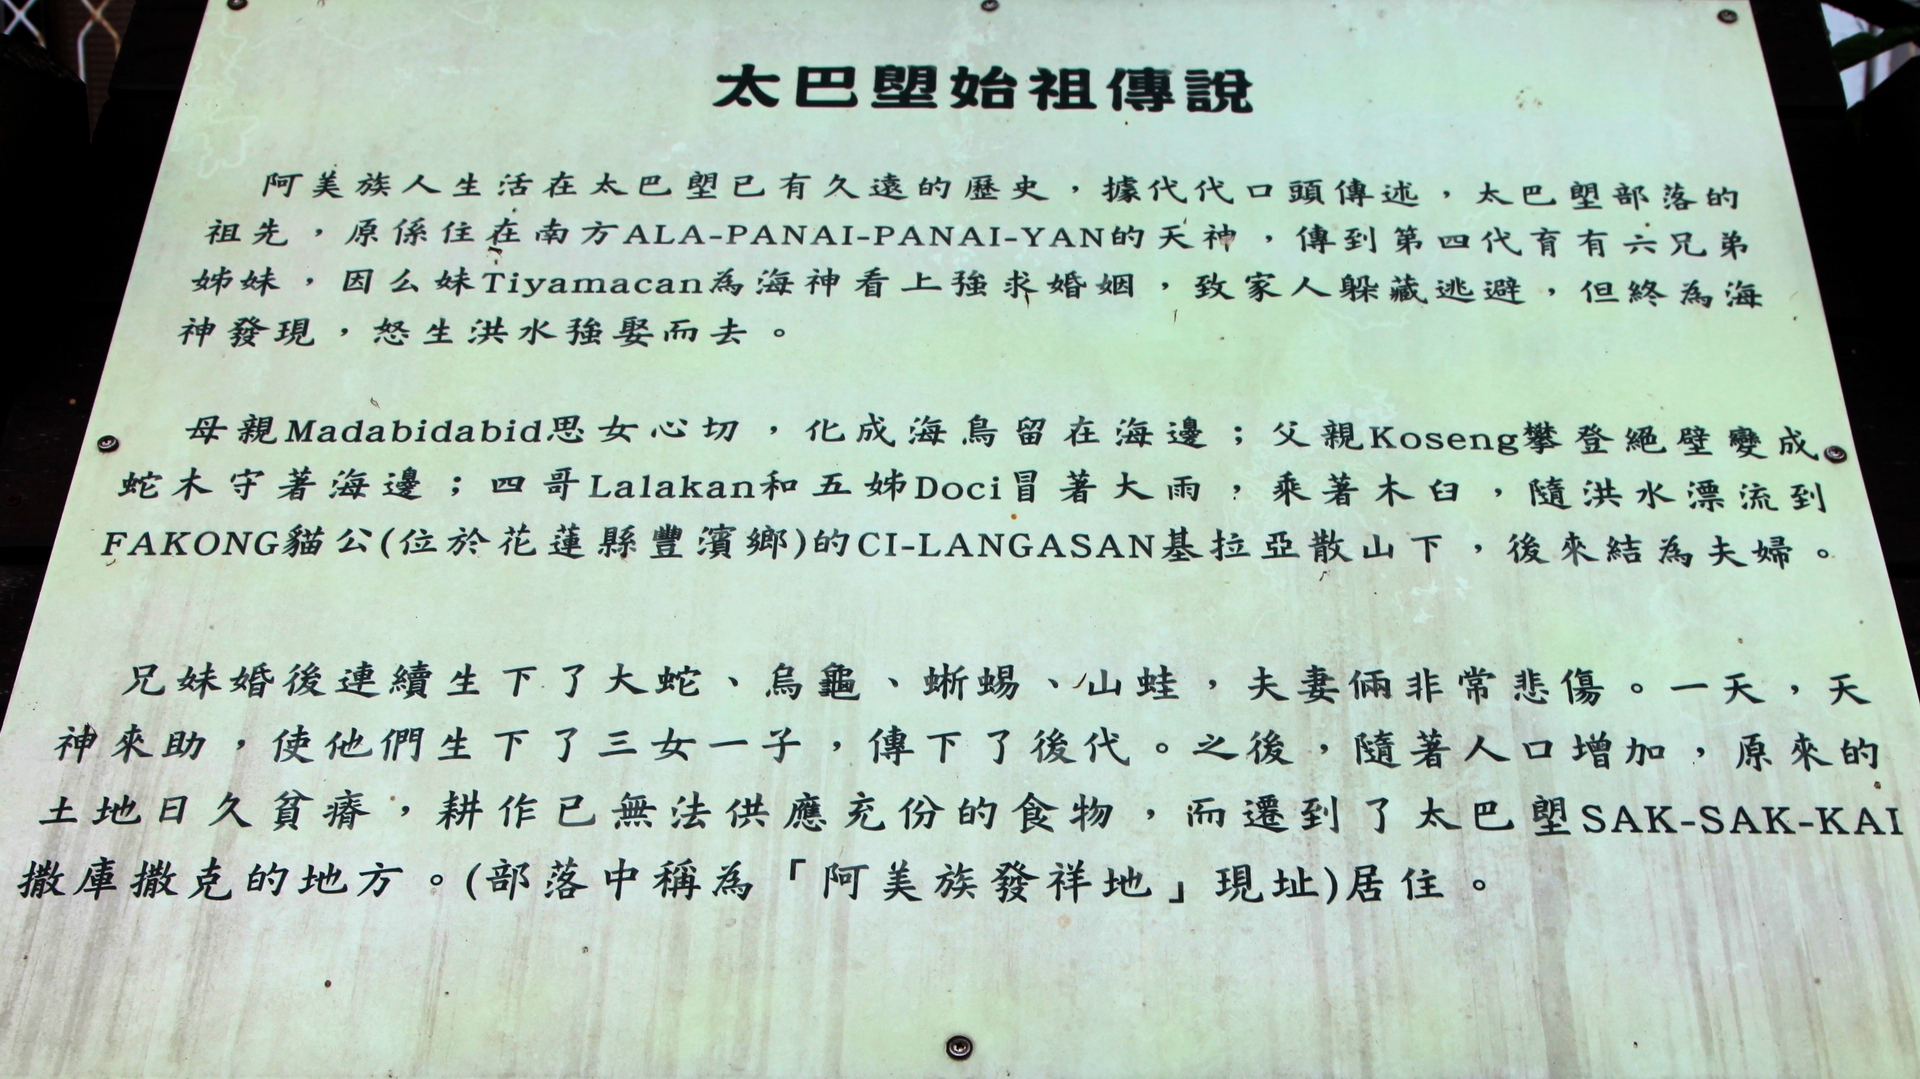 太巴塱始祖傳說
阿美族人生活在太巴塱已有久遠的歷史，據代代口頭傳述，太巴塱部落的
祖先，原係住在南方ALA-PANAI-PANAI-YAN的天神，傳到第四代育有六兄弟
姊妹，因么妹Tiyamacan為海神看上強求婚姻，致家人躲藏逃避，但終為海
神發現，怒生洪水強娶而去。
母親Madabidabid思女心切，化成海鳥留在海邊；父親Koseng攀登絕壁變成
蛇木守著海邊；四哥Lalakan和五姊Doci冒著大雨，乘著木臼，隨洪水漂流到
FAKONG貓公(位於花蓮縣豐濱鄉)的CI-LANGASAN基拉亞散山下，後來結為夫婦。
兄妹婚後連續生下了大蛇、烏龜、蜥蜴、山蛙，夫妻倆非常悲傷。一天，天
神來助，使他們生下了三女一子，傳下了後代。之後，隨著人口增加，原來的
土地日久貧瘠，耕作已無法供應充份的食物，而遷到了太巴塱SAK-SAK-KAI
撒庫撒克的地方。(部落中稱為「阿美族發祥地」現址)居住。